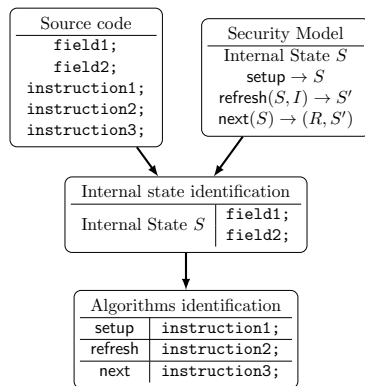 Source code
field1;
field2;
instruction1;
instruction2;
instruction3;
Security Model
Internal State S
setup → S
refresh(S, I) → S′
next(S) → (R, S′)
Internal state identification
Internal State S
field1;
field2;
Algorithms identification
setup instruction1;
refresh instruction2;
next instruction3;